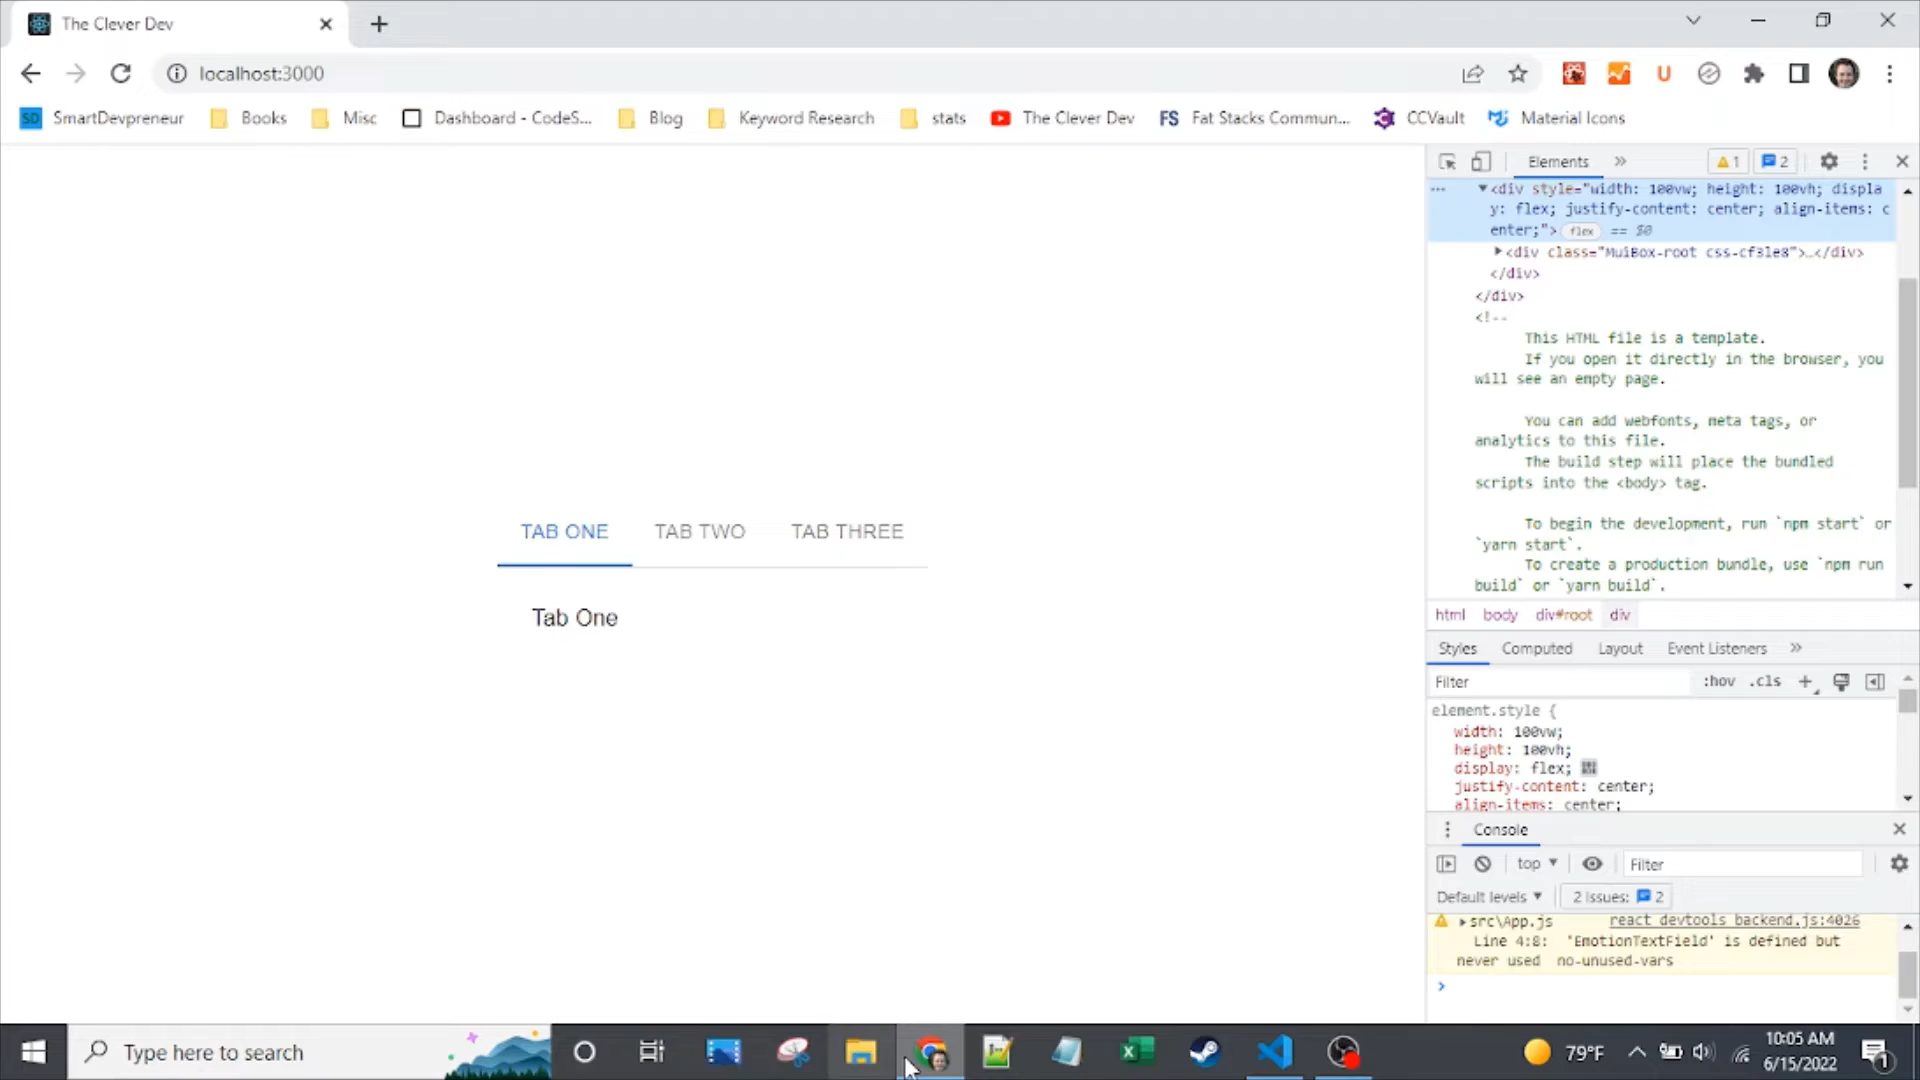 The Clever Dev
localhost:3000
SmartDevpreneur Books Misc Dashboard - CodeS... Blog Keyword Research stats The Clever Dev FS Fat Stacks Commun... CCVault Material Icons
Elements » 1 2
<div style="width: 100vw; height: 100vh; displa
y: flex; justify-content: center; align-items: c
enter;"> flex == $0
<div class="MuiBox-root css-cf3le8">…</div>
</div>
</div>
<!--
This HTML file is a template.
If you open it directly in the browser, you
will see an empty page.
You can add webfonts, meta tags, or
analytics to this file.
The build step will place the bundled
scripts into the <body> tag.
To begin the development, run `npm start` or
`yarn start`.
To create a production bundle, use `npm run
build` or `yarn build`.
html body div#root div
Styles Computed Layout Event Listeners »
Filter :hov .cls +
element.style {
width: 100vw;
height: 100vh;
display: flex;
justify-content: center;
align-items: center;
TAB ONE TAB TWO TAB THREE
Tab One
Console
top Filter
Default levels 2 Issues: 2
src\App.js react_devtools_backend.js:4026
Line 4:8: 'EmotionTextField' is defined but
never used no-unused-vars
Type here to search
79°F
10:05 AM
6/15/2022
1